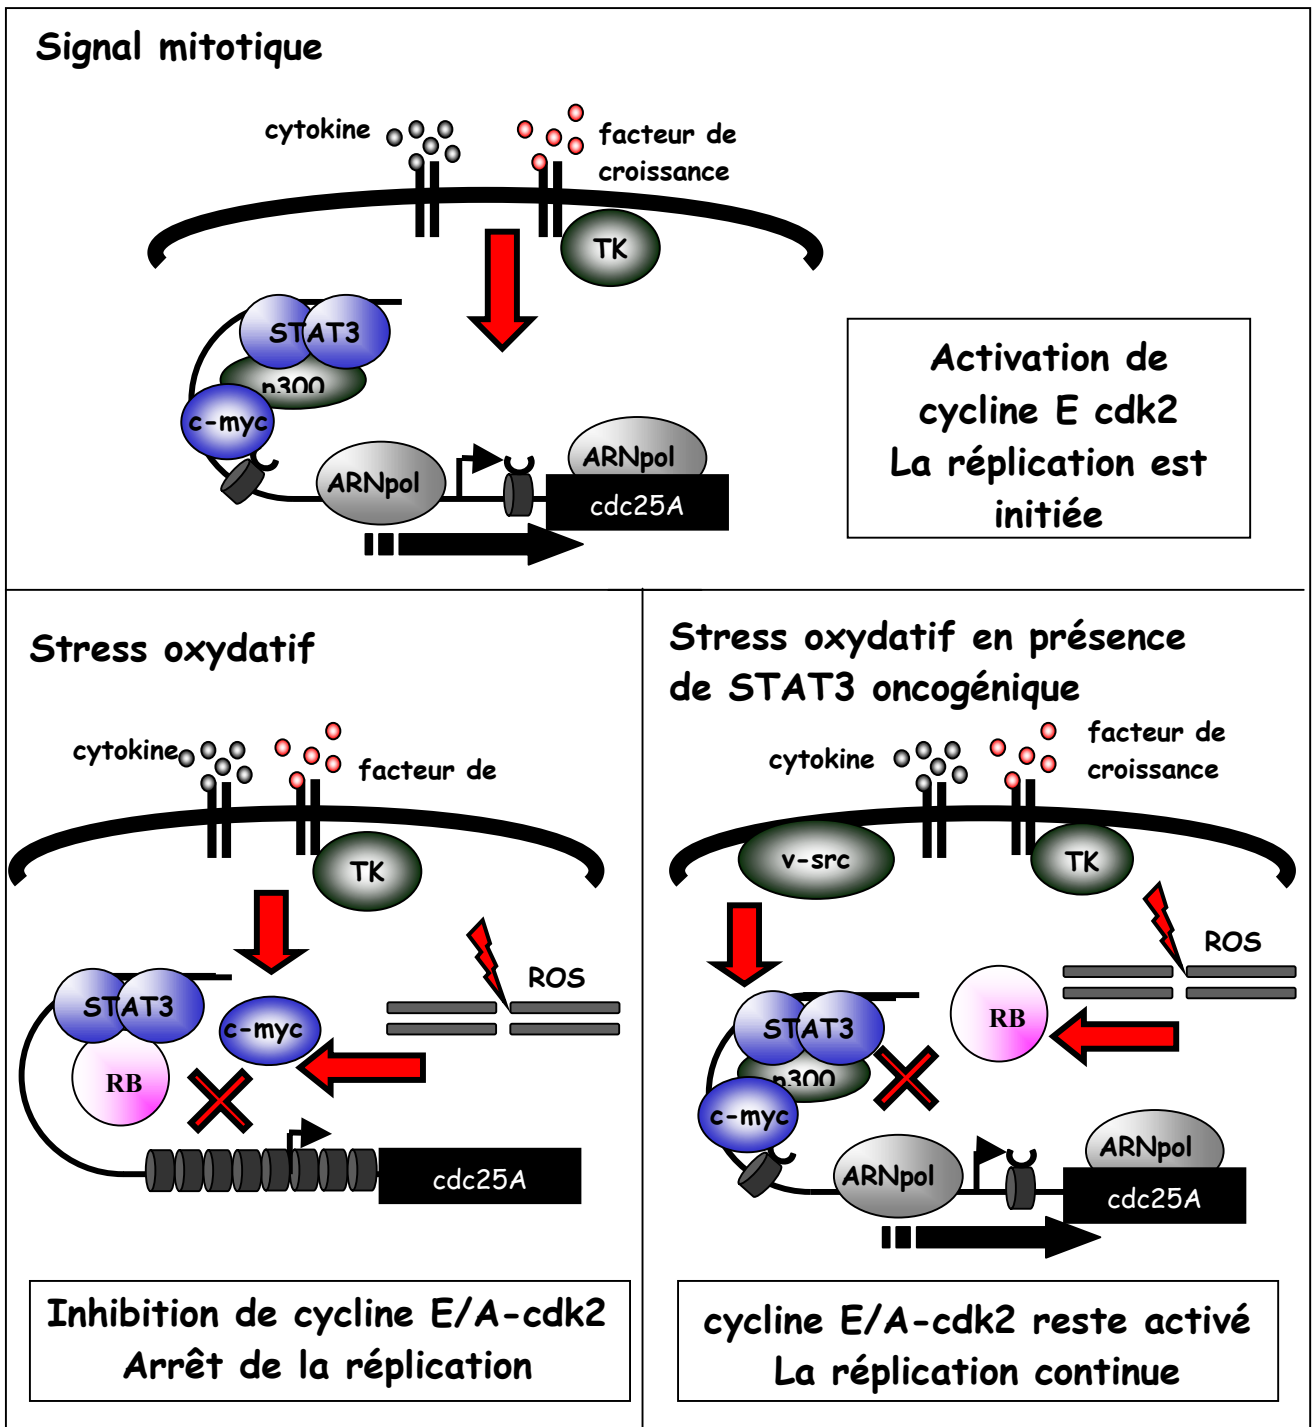 Signal mitotique
cytokine
facteur de
croissance
TK
STAT3
p300
c-myc
ARNpol
ARNpol
cdc25A
Activation de
cycline E cdk2
La réplication est
initiée
Stress oxydatif
cytokine
facteur de
TK
ROS
STAT3
c-myc
RB
cdc25A
Inhibition de cycline E/A-cdk2
Arrêt de la réplication
Stress oxydatif en présence
de STAT3 oncogénique
cytokine
facteur de
croissance
v-src
TK
ROS
RB
STAT3
p300
c-myc
ARNpol
ARNpol
cdc25A
cycline E/A-cdk2 reste activé
La réplication continue